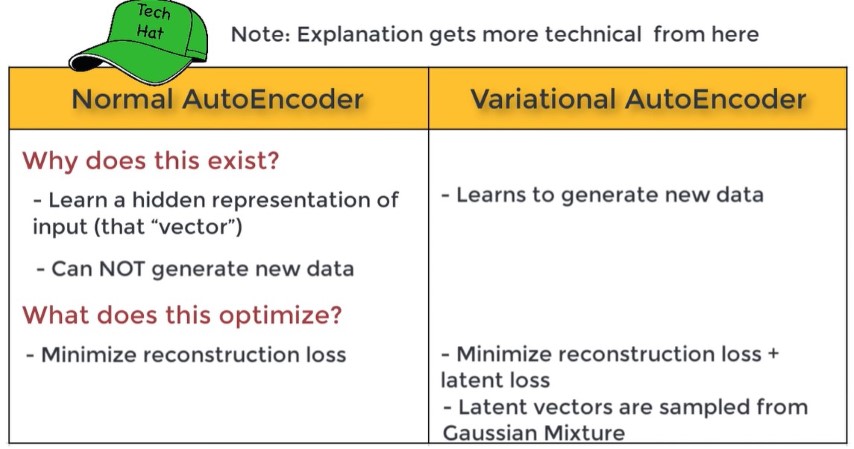 Tech
Hat
Note: Explanation gets more technical from here
Normal AutoEncoder
Variational AutoEncoder
Why does this exist?
- Learn a hidden representation of
input (that “vector”)
- Can NOT generate new data
- Learns to generate new data
What does this optimize?
- Minimize reconstruction loss
- Minimize reconstruction loss +
latent loss
- Latent vectors are sampled from
Gaussian Mixture